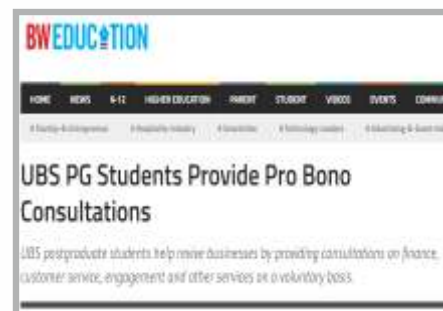 BWEDUCATION
HOME NEWS K-12 HIGHER EDUCATION PARENT STUDENT VIDEOS EVENTS COMMUN
UBS PG Students Provide Pro Bono
Consultations
UBS postgraduate students help revive businesses by providing consultations on finance,
customer service, engagement and other services on a voluntary basis.